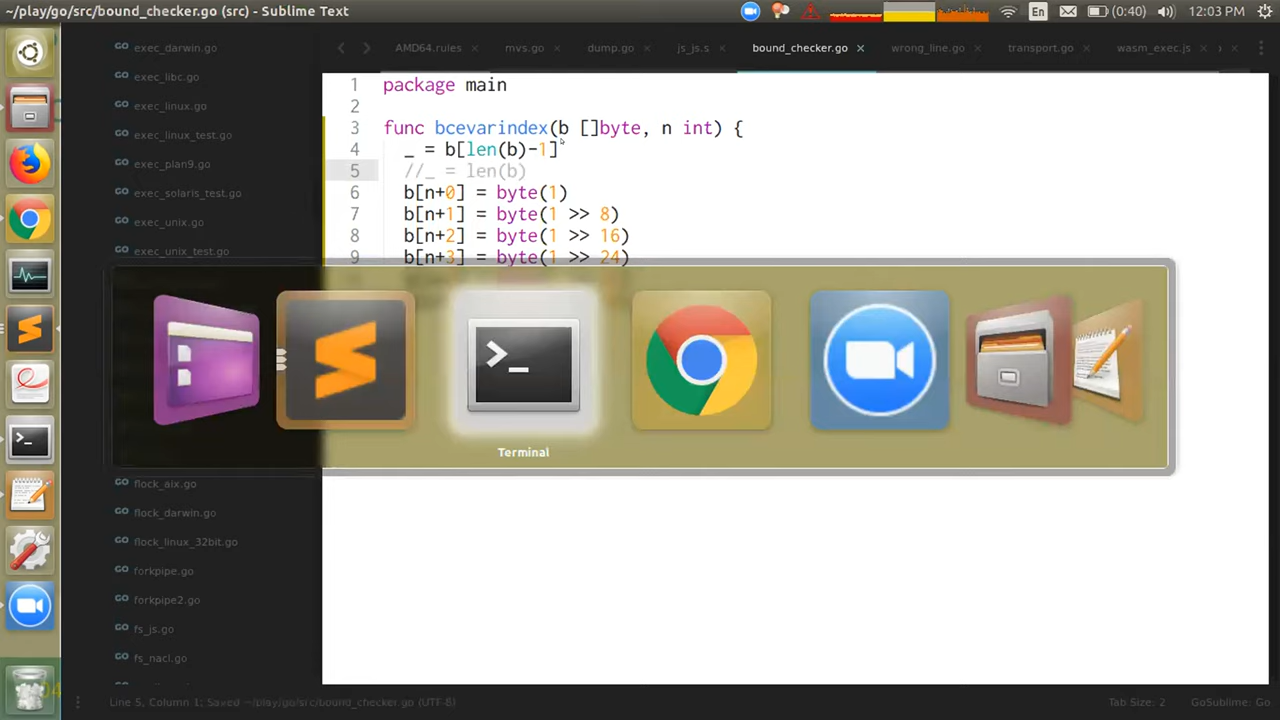 ~/play/go/src/bound_checker.go (src) - Sublime Text
En
(0:40)
12:03 PM
exec_darwin.go
exec_libc.go
exec_linux.go
exec_linux_test.go
exec_plan9.go
exec_solaris_test.go
exec_unix.go
exec_unix_test.go
flock_aix.go
flock_darwin.go
flock_linux_32bit.go
forkpipe.go
forkpipe2.go
fs_js.go
fs_nacl.go
AMD64.rules
mvs.go
dump.go
js_js.s
bound_checker.go
wrong_line.go
transport.go
wasm_exec.js
1 package main
2
3 func bcevarindex(b []byte, n int) {
4 _ = b[len(b)-1]
5 //_ = len(b)
6 b[n+0] = byte(1)
7 b[n+1] = byte(1 >> 8)
8 b[n+2] = byte(1 >> 16)
9 b[n+3] = byte(1 >> 24)
Terminal
Line 5, Column 1; Saved ~/play/go/src/bound_checker.go (UTF-8)
Tab Size: 2
GoSublime: Go